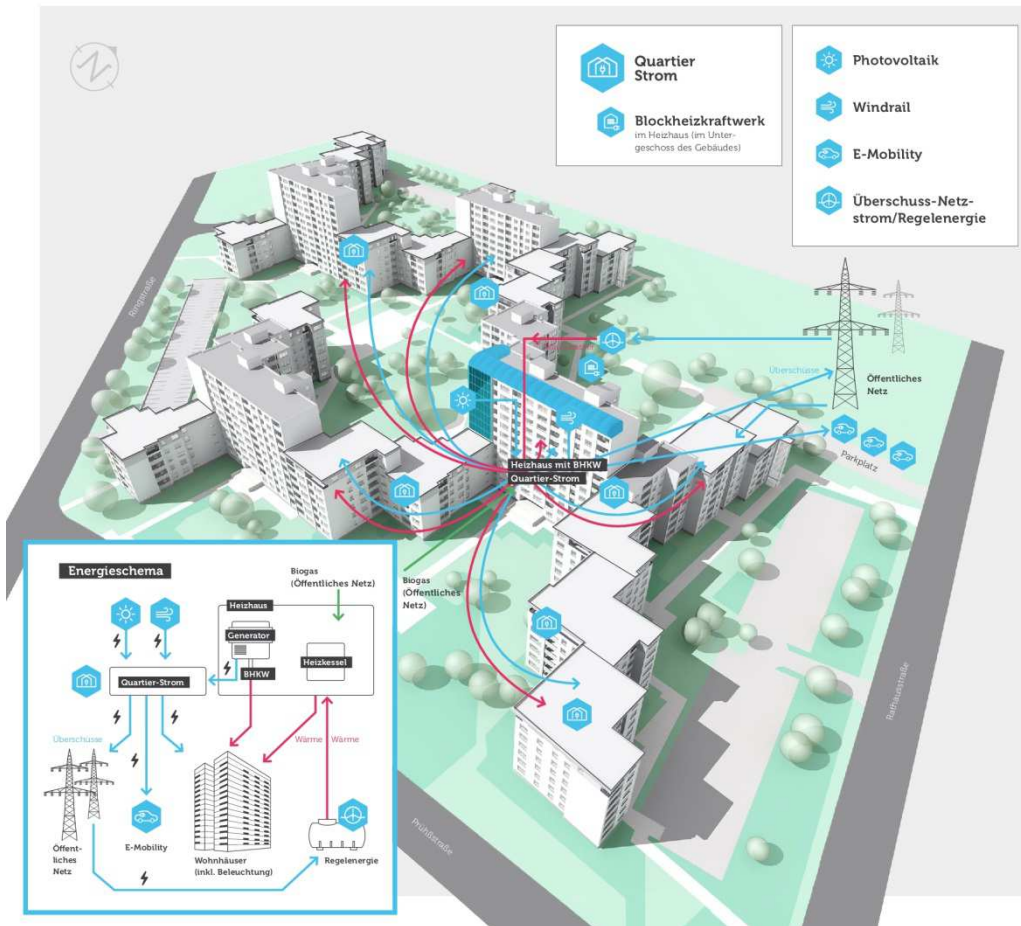 Quartier
Strom
Blockheizkraftwerk
im Heizhaus (im Unter-
geschoss des Gebäudes)
Photovoltaik
Windrail
E-Mobility
Überschuss-Netz-
strom/Regelenergie
Ringstraße
Überschüsse
Öffentliches
Netz
Parkplatz
Heizhaus mit BHKW
Quartier-Strom
Biogas
(Öffentliches
Netz)
Rathausstraße
Prühßstraße
Energieschema
Biogas
(Öffentliches Netz)
Heizhaus
Generator
Heizkessel
BHKW
Quartier-Strom
Überschüsse
Wärme
Wärme
Öffent-
liches
Netz
E-Mobility
Wohnhäuser
(inkl. Beleuchtung)
Regelenergie